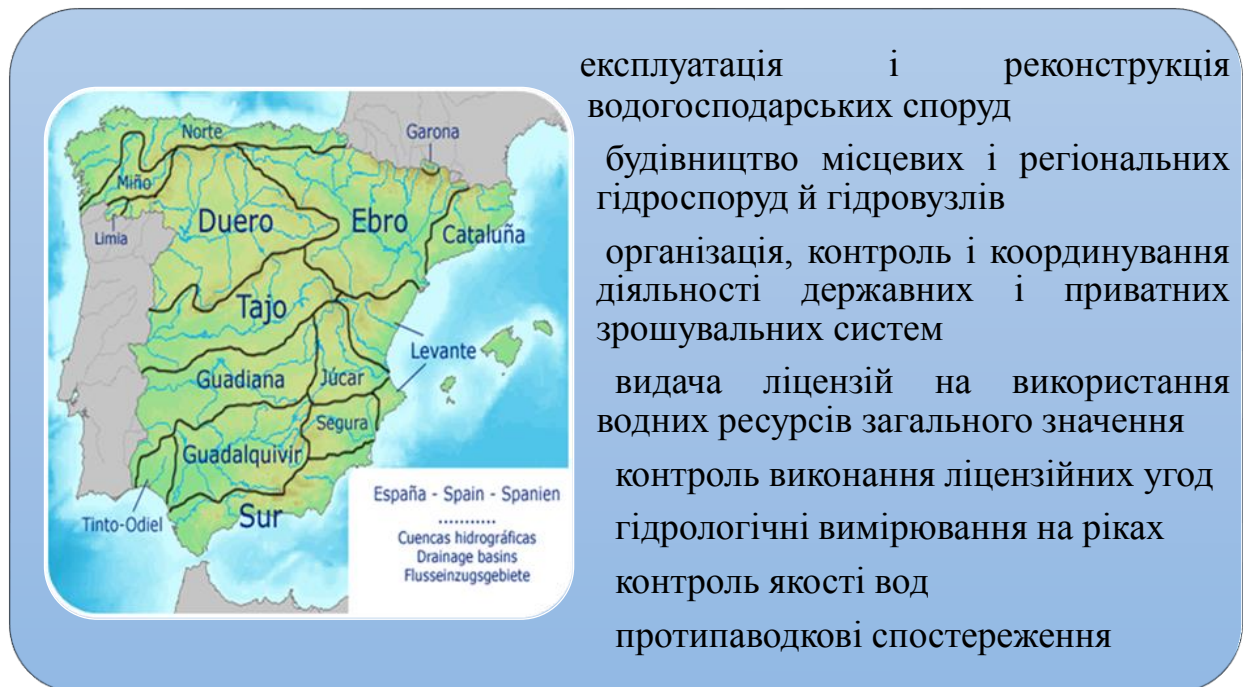 Norte
Garona
Miño
Limia
Duero
Ebro
Cataluña
Tajo
Levante
Guadiana
Júcar
Segura
Guadalquivir
Tinto-Odiel
Sur
España - Spain - Spanien
...........
Cuencas hidrográficas
Drainage basins
Flusseinzugsgebiete
експлуатація і реконструкція
водогосподарських споруд
будівництво місцевих і регіональних
гідроспоруд й гідровузлів
організація, контроль і координування
діяльності державних і приватних
зрошувальних систем
видача ліцензій на використання
водних ресурсів загального значення
контроль виконання ліцензійних угод
гідрологічні вимірювання на ріках
контроль якості вод
протипаводкові спостереження